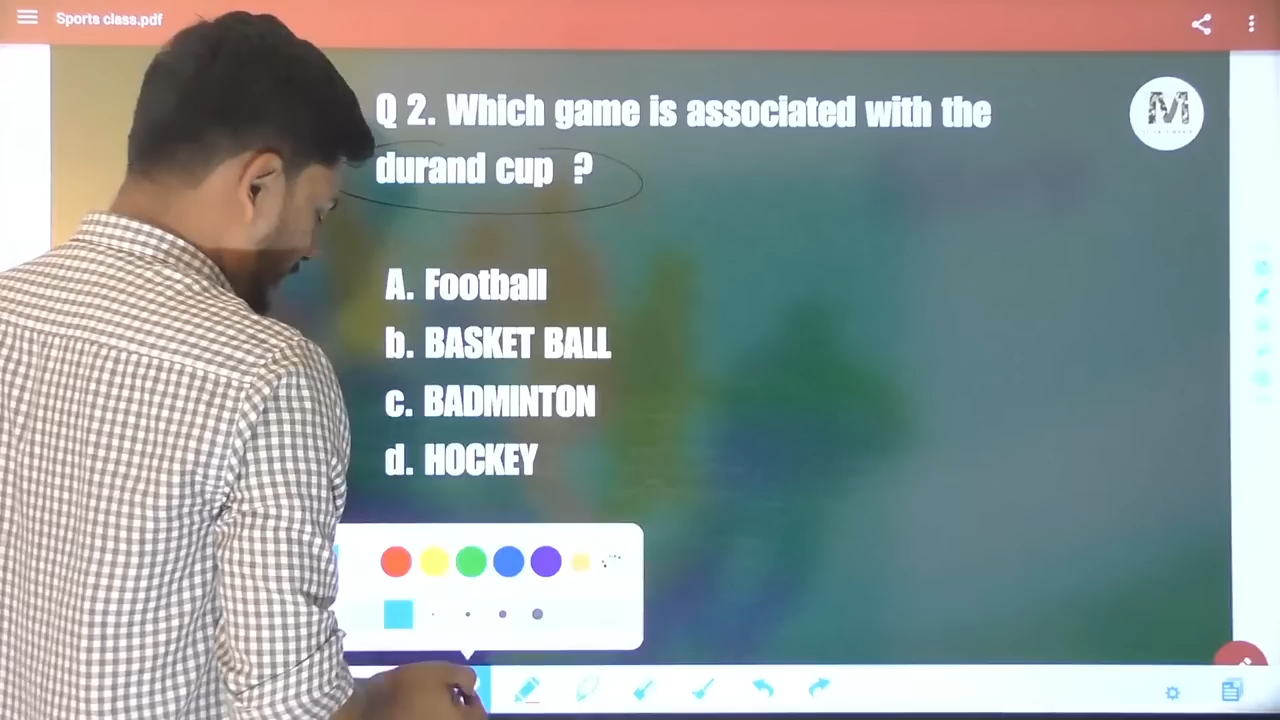 Sports class.pdf
Q 2. Which game is associated with the
durand cup ?
M
A. Football
b. BASKET BALL
c. BADMINTON
d. HOCKEY